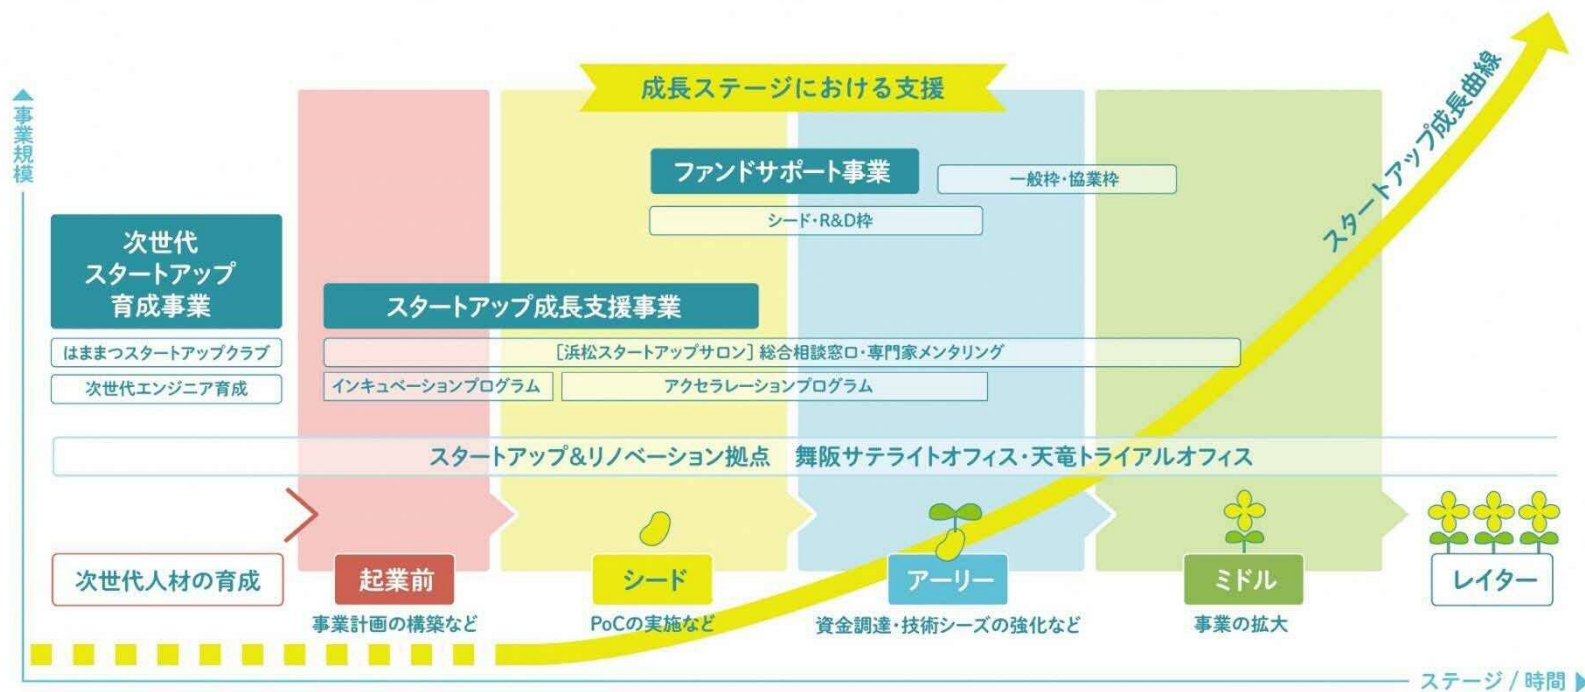 成長ステージにおける支援
事業規模
スタートアップ成長曲線
ファンドサポート事業
一般枠・協業枠
シード・R&D枠
次世代
スタートアップ
育成事業
はままつスタートアップクラブ
次世代エンジニア育成
スタートアップ成長支援事業
[浜松スタートアップサロン] 総合相談窓口・専門家メンタリング
インキュベーションプログラム
アクセラレーションプログラム
スタートアップ&リノベーション拠点 舞阪サテライトオフィス・天竜トライアルオフィス
次世代人材の育成
起業前
シード
アーリー
ミドル
レイター
事業計画の構築など
PoCの実施など
資金調達・技術シーズの強化など
事業の拡大
ステージ / 時間